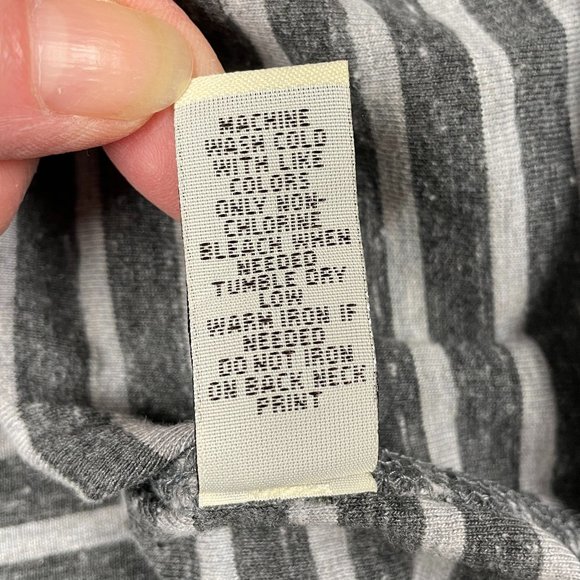 MACHINE
WASH COLD
WITH LIKE
COLORS
ONLY NON-
CHLORINE
BLEACH WHEN
NEEDED
TUMBLE DRY
LOW
WARM IRON IF
NEEDED
DO NOT IRON
ON BACK NECK
PRINT